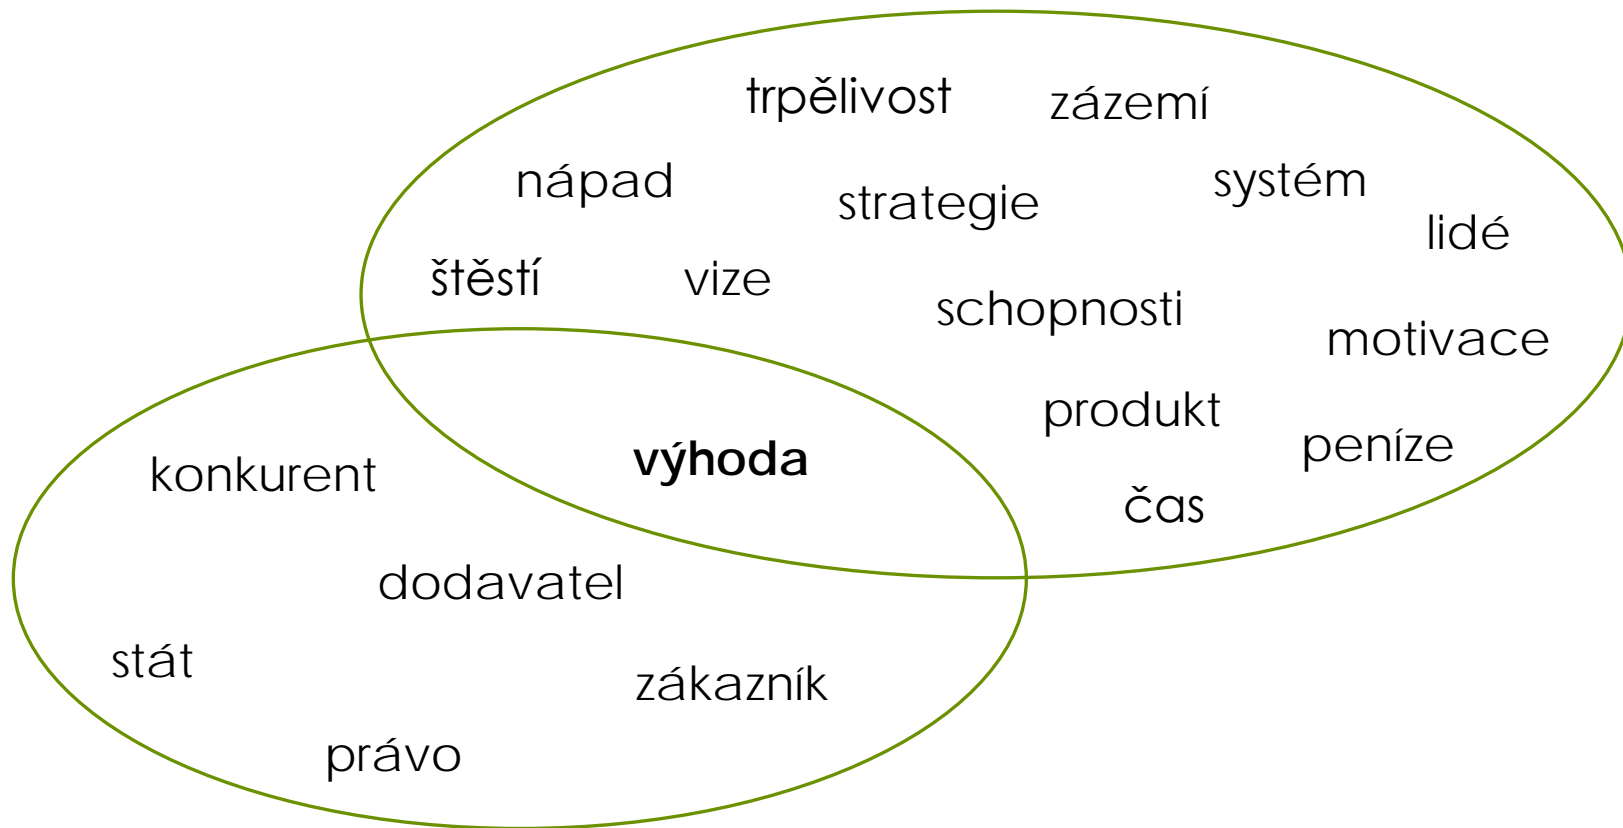 trpělivost
zázemí
nápad
strategie
systém
lidé
štěstí
vize
schopnosti
motivace
produkt
peníze
čas
výhoda
konkurent
dodavatel
stát
zákazník
právo